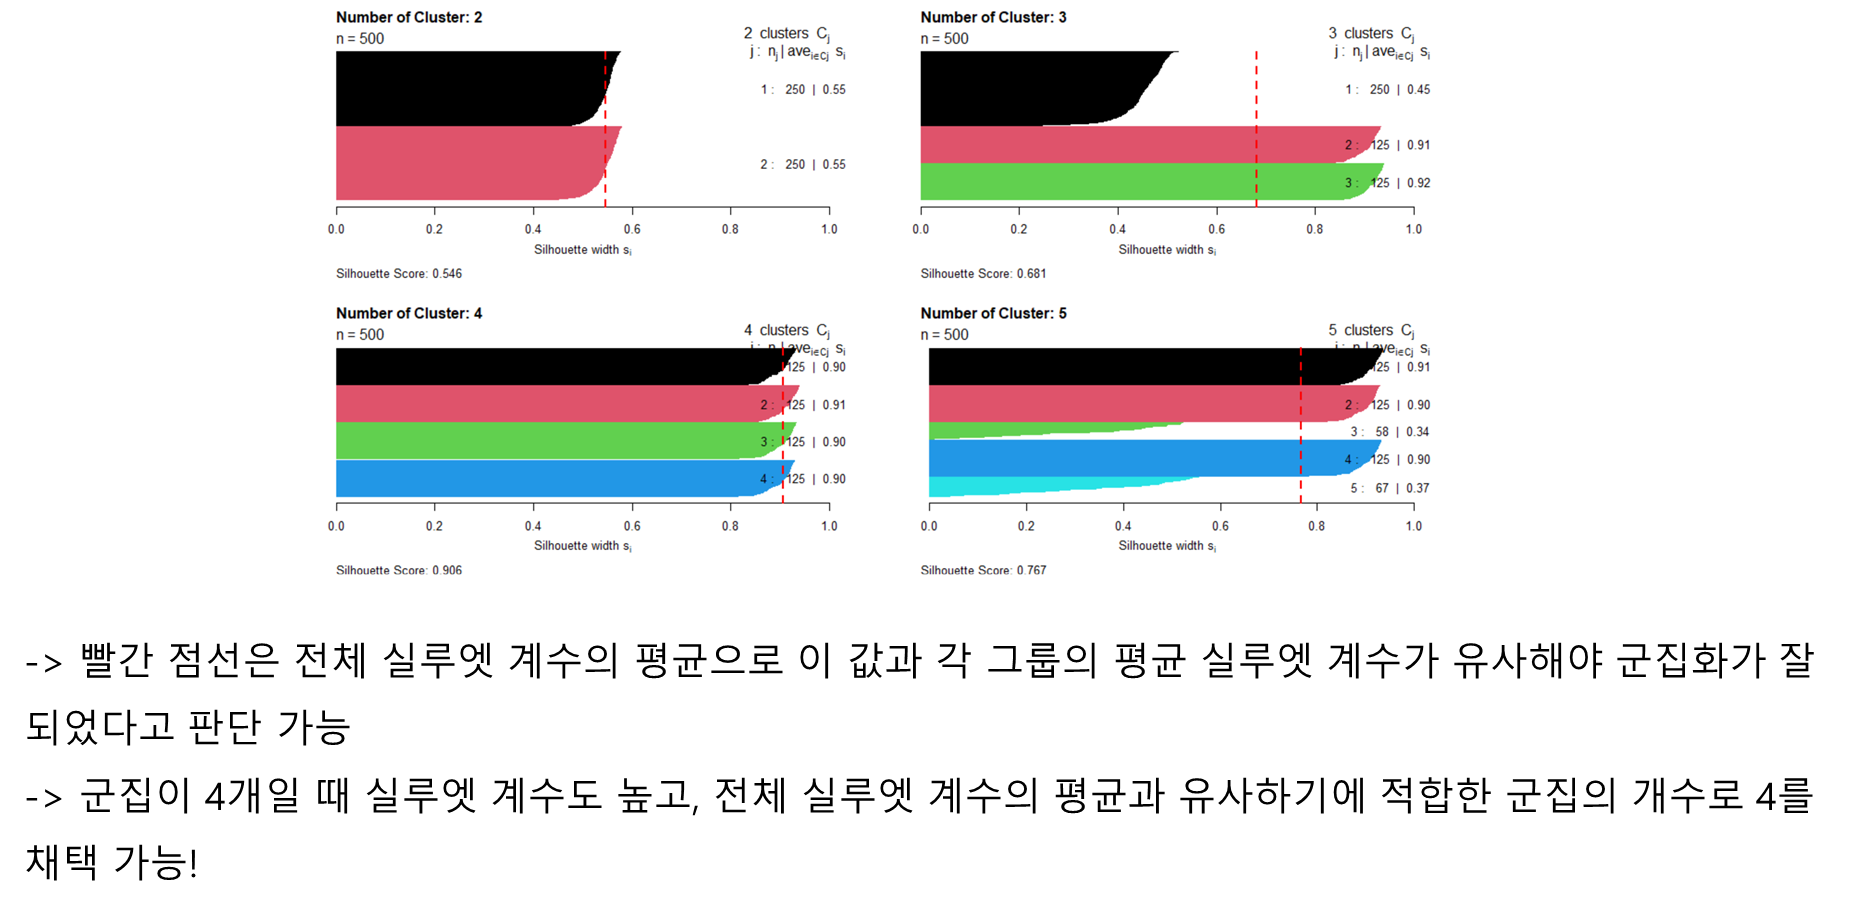 Number of Cluster: 2
n = 500
2 clusters Cj
j : nj | avei∈Cj si
1 : 250 | 0.55
2 : 250 | 0.55
0.0 0.2 0.4 0.6 0.8 1.0
Silhouette width si
Silhouette Score: 0.546
Number of Cluster: 3
n = 500
3 clusters Cj
j : nj | avei∈Cj si
1 : 250 | 0.45
2 : 125 | 0.91
3 : 125 | 0.92
0.0 0.2 0.4 0.6 0.8 1.0
Silhouette width si
Silhouette Score: 0.681
Number of Cluster: 4
n = 500
4 clusters Cj
j : n | avei∈Cj si
125 | 0.90
2 : 125 | 0.91
3 : 125 | 0.90
4 : 125 | 0.90
0.0 0.2 0.4 0.6 0.8 1.0
Silhouette width si
Silhouette Score: 0.906
Number of Cluster: 5
n = 500
5 clusters Cj
j : n | avei∈Cj si
125 | 0.91
2 : 125 | 0.90
3 : 58 | 0.34
4 : 125 | 0.90
5 : 67 | 0.37
0.0 0.2 0.4 0.6 0.8 1.0
Silhouette width si
Silhouette Score: 0.767
-> 빨간 점선은 전체 실루엣 계수의 평균으로 이 값과 각 그룹의 평균 실루엣 계수가 유사해야 군집화가 잘
되었다고 판단 가능
-> 군집이 4개일 때 실루엣 계수도 높고, 전체 실루엣 계수의 평균과 유사하기에 적합한 군집의 개수로 4를
채택 가능!